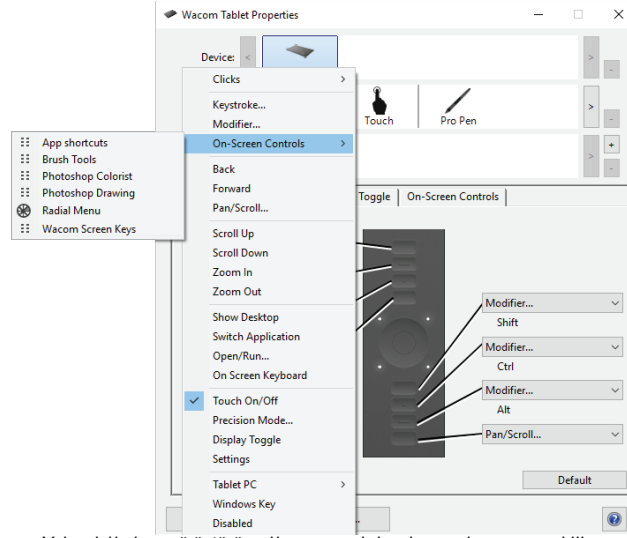 Wacom Tablet Properties
Device:
Touch
Pro Pen
Toggle
On-Screen Controls
Clicks
Keystroke...
Modifier...
On-Screen Controls
Back
Forward
Pan/Scroll...
Scroll Up
Scroll Down
Zoom In
Zoom Out
Show Desktop
Switch Application
Open/Run...
On Screen Keyboard
Touch On/Off
Precision Mode...
Display Toggle
Settings
Tablet PC
Windows Key
Disabled
App shortcuts
Brush Tools
Photoshop Colorist
Photoshop Drawing
Radial Menu
Wacom Screen Keys
Modifier...
Shift
Modifier...
Ctrl
Modifier...
Alt
Pan/Scroll...
Default